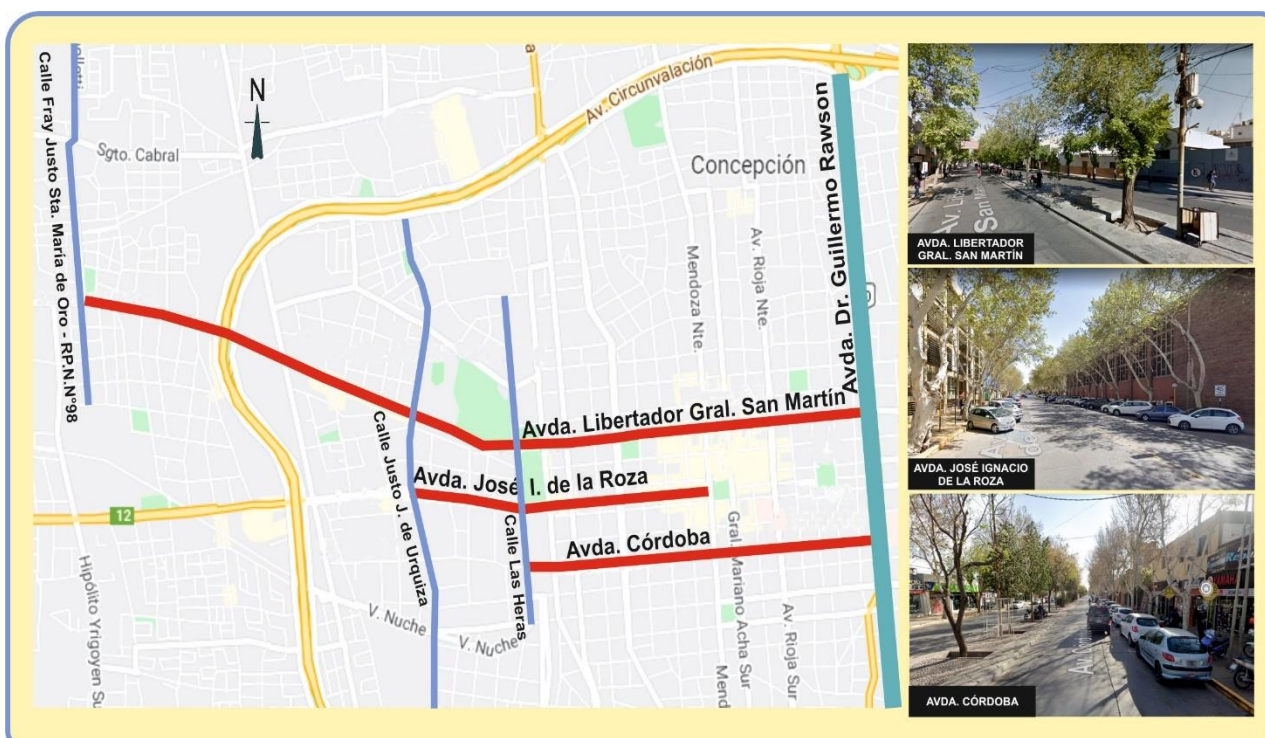 Calle Fray Justo Sta. María de Oro - RP.N.N°98
Sgto. Cabral
N
Av. Circunvalación
Concepción
Mendoza Nte.
Av. Rioja Nte.
Avda. Dr. Guillermo Rawson
Avda. Libertador Gral. San Martín
Calle Justo J. de Urquiza
Avda. José I. de la Roza
Calle Las Heras
Avda. Córdoba
12
Hipólito Yrigoyen Su
V. Nuche
V. Nuche
Gral. Mariano Acha Sur
Av. Rioja Sur
Mend
AVDA. LIBERTADOR
GRAL. SAN MARTÍN
AVDA. JOSÉ IGNACIO
DE LA ROZA
AVDA. CÓRDOBA